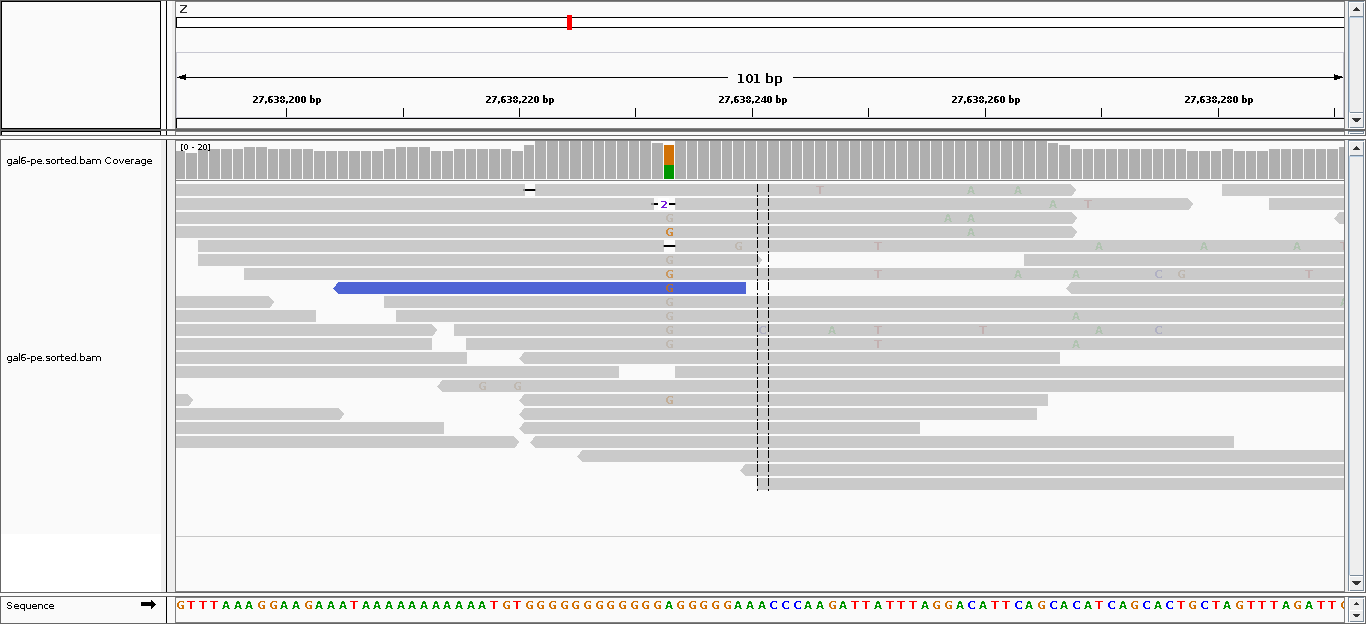 Z
101 bp
27,638,200 bp 27,638,220 bp 27,638,240 bp 27,638,260 bp 27,638,280 bp
gal6-pe.sorted.bam Coverage
[0 - 20]
T A A
2 A T
G A A
G A
G T A A A T
G
G T A A C G T
G
G A
G A
G C A T T A C
G T A
gal6-pe.sorted.bam
G G
G
Sequence GTTTAAAGGAAGAAATAAAAAAAAAAATGTGGGGGGGGGGGGAGGGGGAAACCCAAGATTATTTAGGACATTCAGCACATCAGCACTGCTAGTTTAGATTG